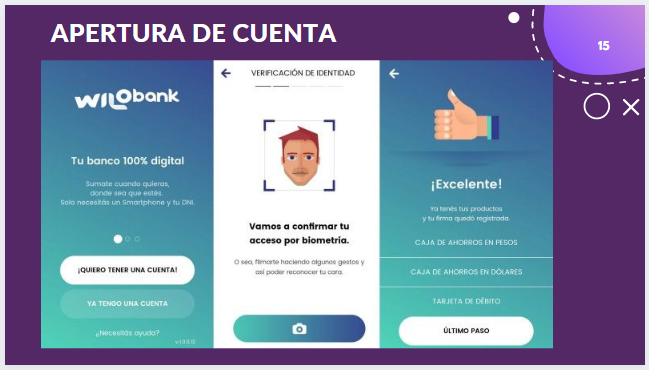 APERTURA DE CUENTA
15
WILObank
Tu banco 100% digital
Sumate cuando quieras,
donde sea que estés.
Solo necesitás un Smartphone y tu DNI.
¡QUIERO TENER UNA CUENTA!
YA TENGO UNA CUENTA
¿Necesitás ayuda?
VERIFICACIÓN DE IDENTIDAD
Vamos a confirmar tu
acceso por biometría.
O sea, filmarte haciendo algunos gestos y
así poder reconocer tu cara.
¡Excelente!
Ya tenés tus productos
y tu firma quedó registrada.
CAJA DE AHORROS EN PESOS
CAJA DE AHORROS EN DÓLARES
TARJETA DE DÉBITO
ÚLTIMO PASO